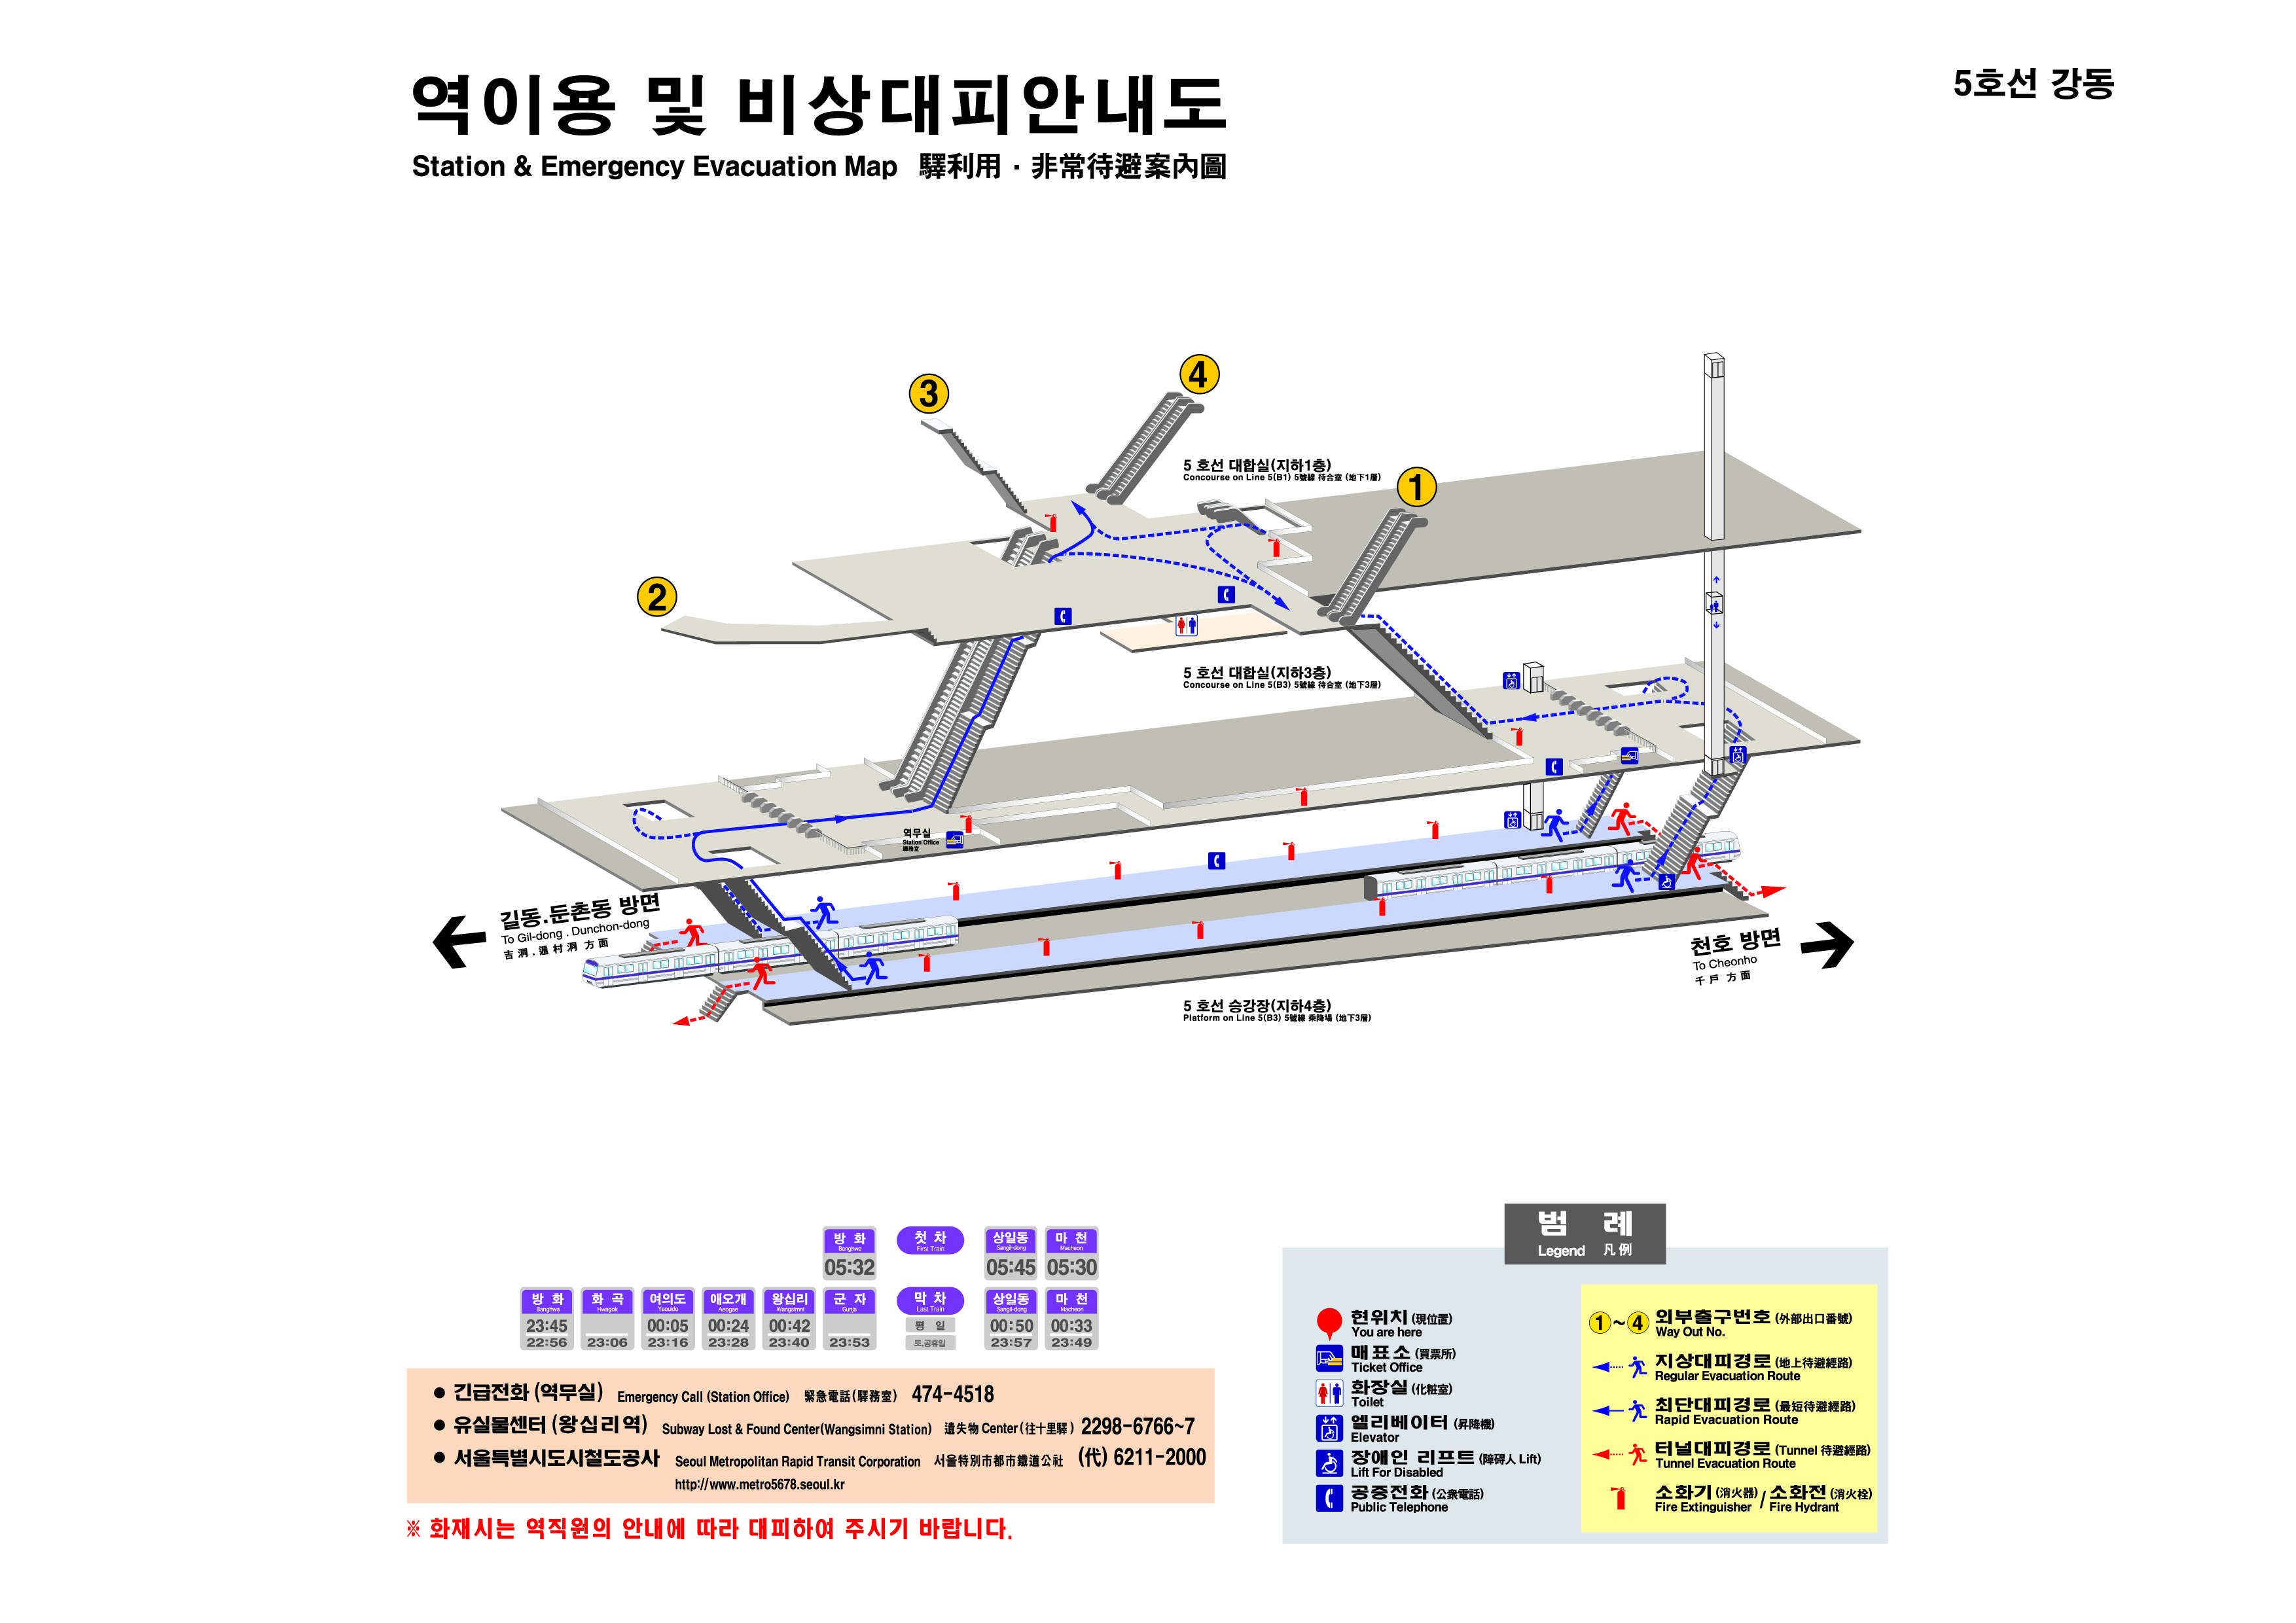 역이용 및 비상대피안내도
Station & Emergency Evacuation Map 驛利用 · 非常待避案內圖
5호선 강동
3
4
5 호선 대합실(지하1층)
Concourse on Line 5(B1) 5號線 待合室 (地下1層)
1
2
5 호선 대합실(지하3층)
Concourse on Line 5(B3) 5號線 待合室 (地下3層)
역무실
Station Office
驛務室
길동.둔촌동 방면
To Gil-dong . Dunchon-dong
천호 방면
To Cheonho
千戶 方面
5 호선 승강장(지하4층)
Platform on Line 5(B3) 5號線 乘降場 (地下3層)
방 화 Banghwa 05:32
첫 차 First Train
상일동 Sangil-dong 05:45
마 천 Macheon 05:30
방 화 Banghwa 23:45 22:56
화 곡 Hwagok 23:06
여의도 Yeouido 00:05 23:16
애오개 Aeogae 00:24 23:28
왕십리 Wangsimni 00:42 23:40
군 자 Gunja 23:53
막차 Last Train 평 일 토.공휴일
상일동 Sangil-dong 00:50 23:57
마 천 Macheon 00:33 23:49
● 긴급전화 (역무실) Emergency Call (Station Office) 緊急電話(驛務室) 474-4518
● 유실물센터 (왕십리역) Subway Lost & Found Center(Wangsimni Station) 遺失物 Center(往十里驛) 2298-6766~7
● 서울특별시도시철도공사 Seoul Metropolitan Rapid Transit Corporation 서울特別市都市鐵道公社 (代) 6211-2000
http://www.metro5678.seoul.kr
※ 화재시는 역직원의 안내에 따라 대피하여 주시기 바랍니다.
범 례
Legend 凡例
현위치 (現位置)
You are here
매표소 (買票所)
Ticket Office
화장실 (化粧室)
Toilet
엘리베이터 (昇降機)
Elevator
장애인 리프트 (障碍人 Lift)
Lift For Disabled
공중전화 (公衆電話)
Public Telephone
1~4 외부출구번호 (外部出口番號)
Way Out No.
지상대피경로 (地上待避經路)
Regular Evacuation Route
최단대피경로 (最短待避經路)
Rapid Evacuation Route
터널대피경로 (Tunnel 待避經路)
Tunnel Evacuation Route
소화기 (消火器) / 소화전 (消火栓)
Fire Extinguisher / Fire Hydrant